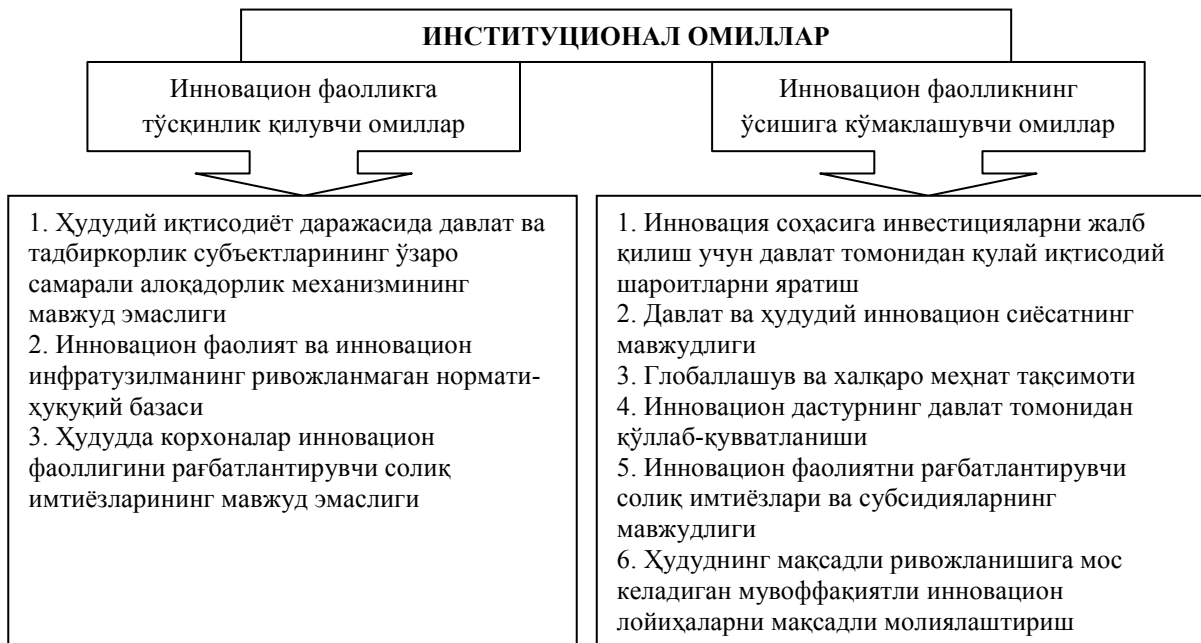 ИНСТИТУЦИОНАЛ ОМИЛЛАР
Инновацион фаолликга
тўсқинлик қилувчи омиллар
Инновацион фаолликнинг
ўсишига кўмаклашувчи омиллар
1. Ҳудудий иқтисодиёт даражасида давлат ва
тадбиркорлик субъектларининг ўзаро
самарали алоқадорлик механизмининг
мавжуд эмаслиги
2. Инновацион фаолият ва инновацион
инфратузилманинг ривожланмаган нормати-
ҳуқуқий базаси
3. Ҳудудда корхоналар инновацион
фаоллигини рағбатлантирувчи солиқ
имтиёзларининг мавжуд эмаслиги
1. Инновация соҳасига инвестицияларни жалб
қилиш учун давлат томонидан қулай иқтисодий
шароитларни яратиш
2. Давлат ва ҳудудий инновацион сиёсатнинг
мавжудлиги
3. Глобаллашув ва халқаро меҳнат тақсимоти
4. Инновацион дастурнинг давлат томонидан
қўллаб-қувватланиши
5. Инновацион фаолиятни рағбатлантирувчи
солиқ имтиёзлари ва субсидияларнинг
мавжудлиги
6. Ҳудуднинг мақсадли ривожланишига мос
келадиган мувоффақиятли инновацион
лойиҳаларни мақсадли молиялаштириш